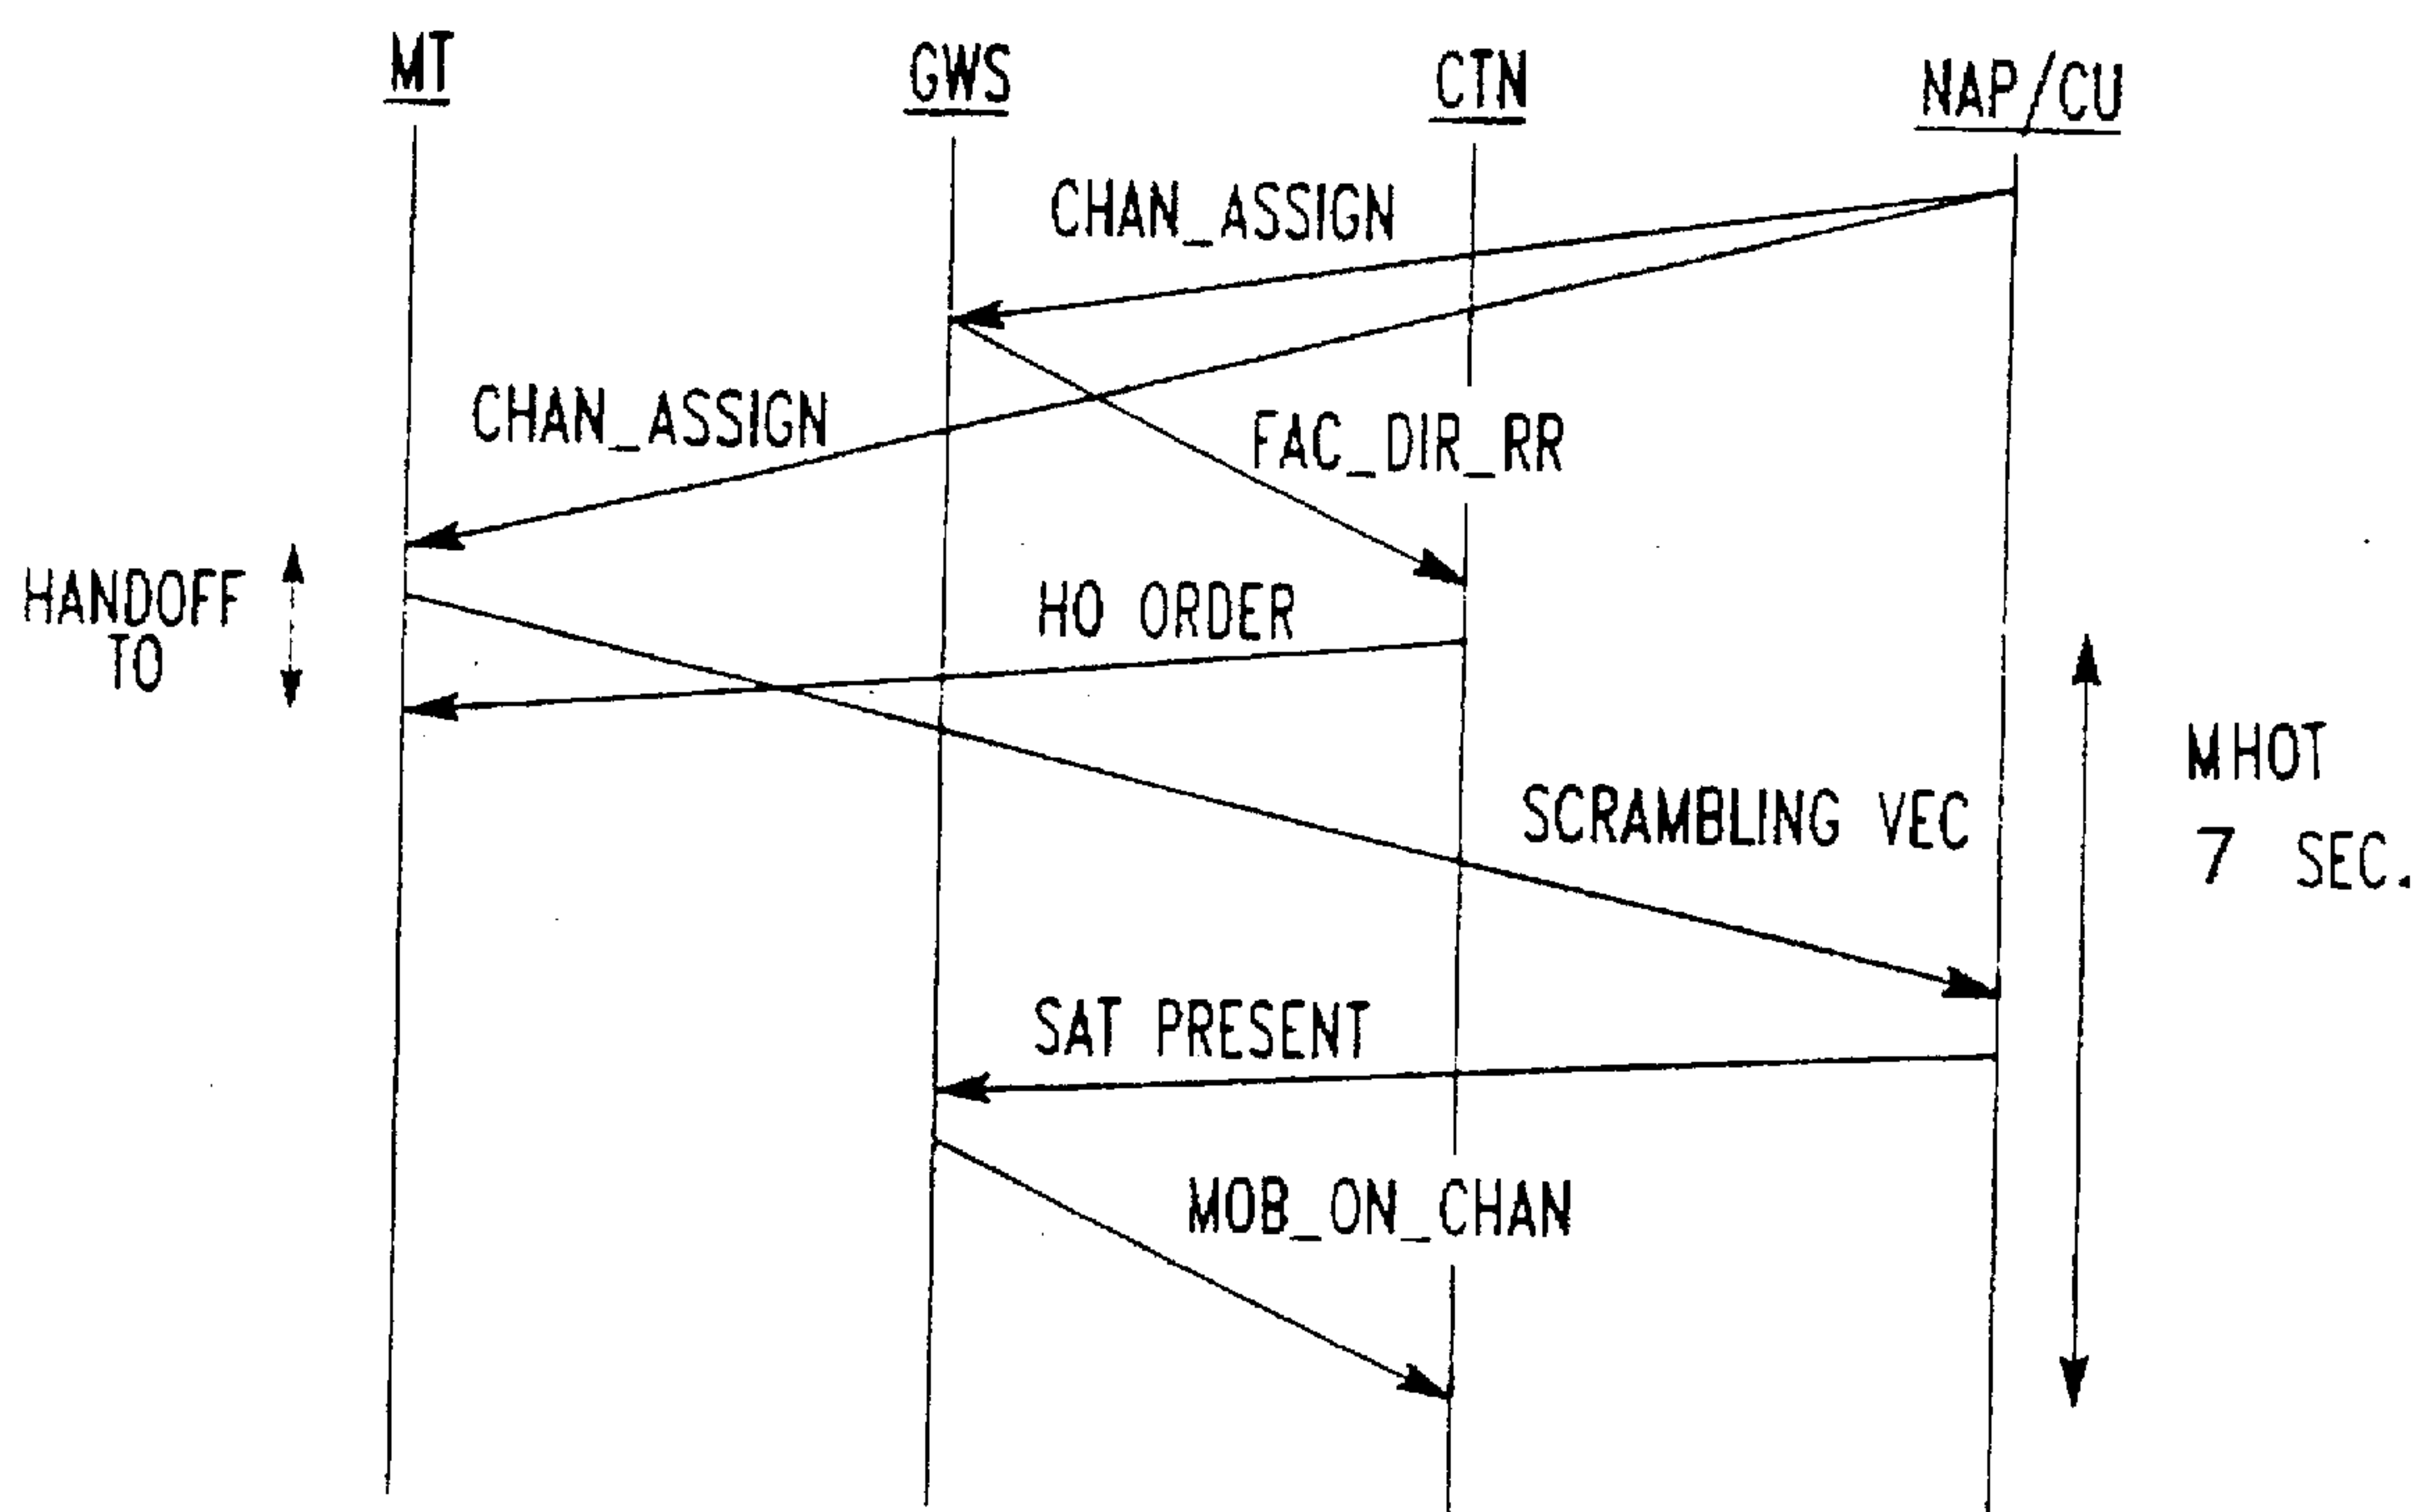 MT
GWS
CTN
NAP/CU
CHAN_ASSIGN
CHAN_ASSIGN
FAC_DIR_RR
HANDOFF
TO
HO ORDER
MHOT
7 SEC.
SCRAMBLING VEC
SAT PRESENT
MOB_ON_CHAN